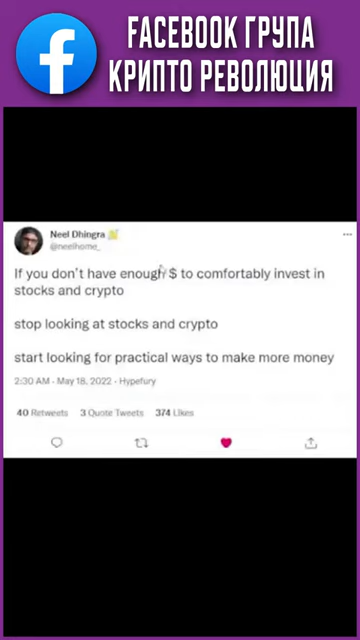 FACEBOOK ГРУПА
КРИПТО РЕВОЛЮЦИЯ
Neel Dhingra
@neelhome_
If you don't have enough $ to comfortably invest in
stocks and crypto
stop looking at stocks and crypto
start looking for practical ways to make more money
2:30 AM - May 18, 2022 - Hypefury
40 Retweets 3 Quote Tweets 374 Likes